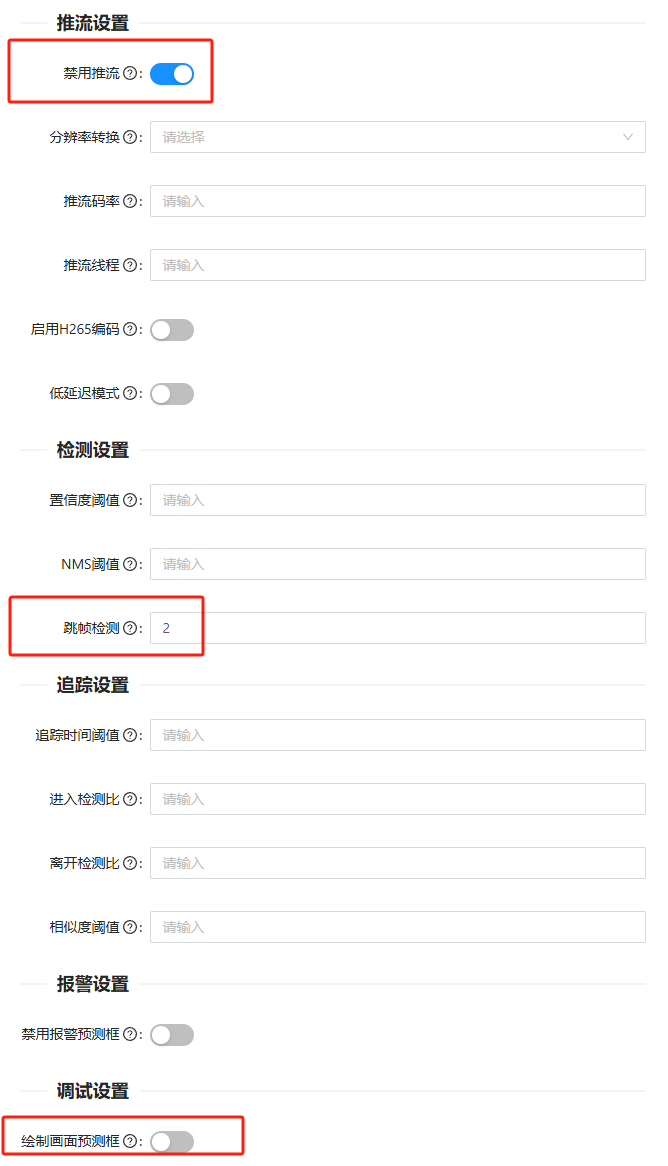 推流设置
禁用推流?:
分辨率转换?: 请选择
推流码率?: 请输入
推流线程?: 请输入
启用H265编码?:
低延迟模式?:
检测设置
置信度阈值?: 请输入
NMS阈值?: 请输入
跳帧检测?: 2
追踪设置
追踪时间阈值?: 请输入
进入检测比?: 请输入
离开检测比?: 请输入
相似度阈值?: 请输入
报警设置
禁用报警预测框?:
调试设置
绘制画面预测框?: